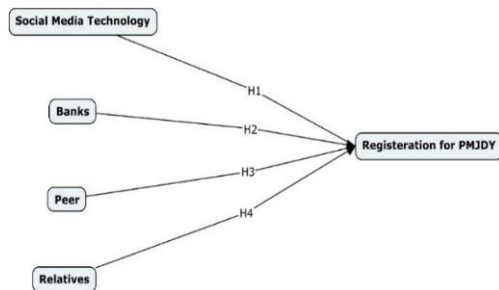 Social Media Technology
H1
Banks
H2
Registeration for PMJDY
H3
Peer
H4
Relatives